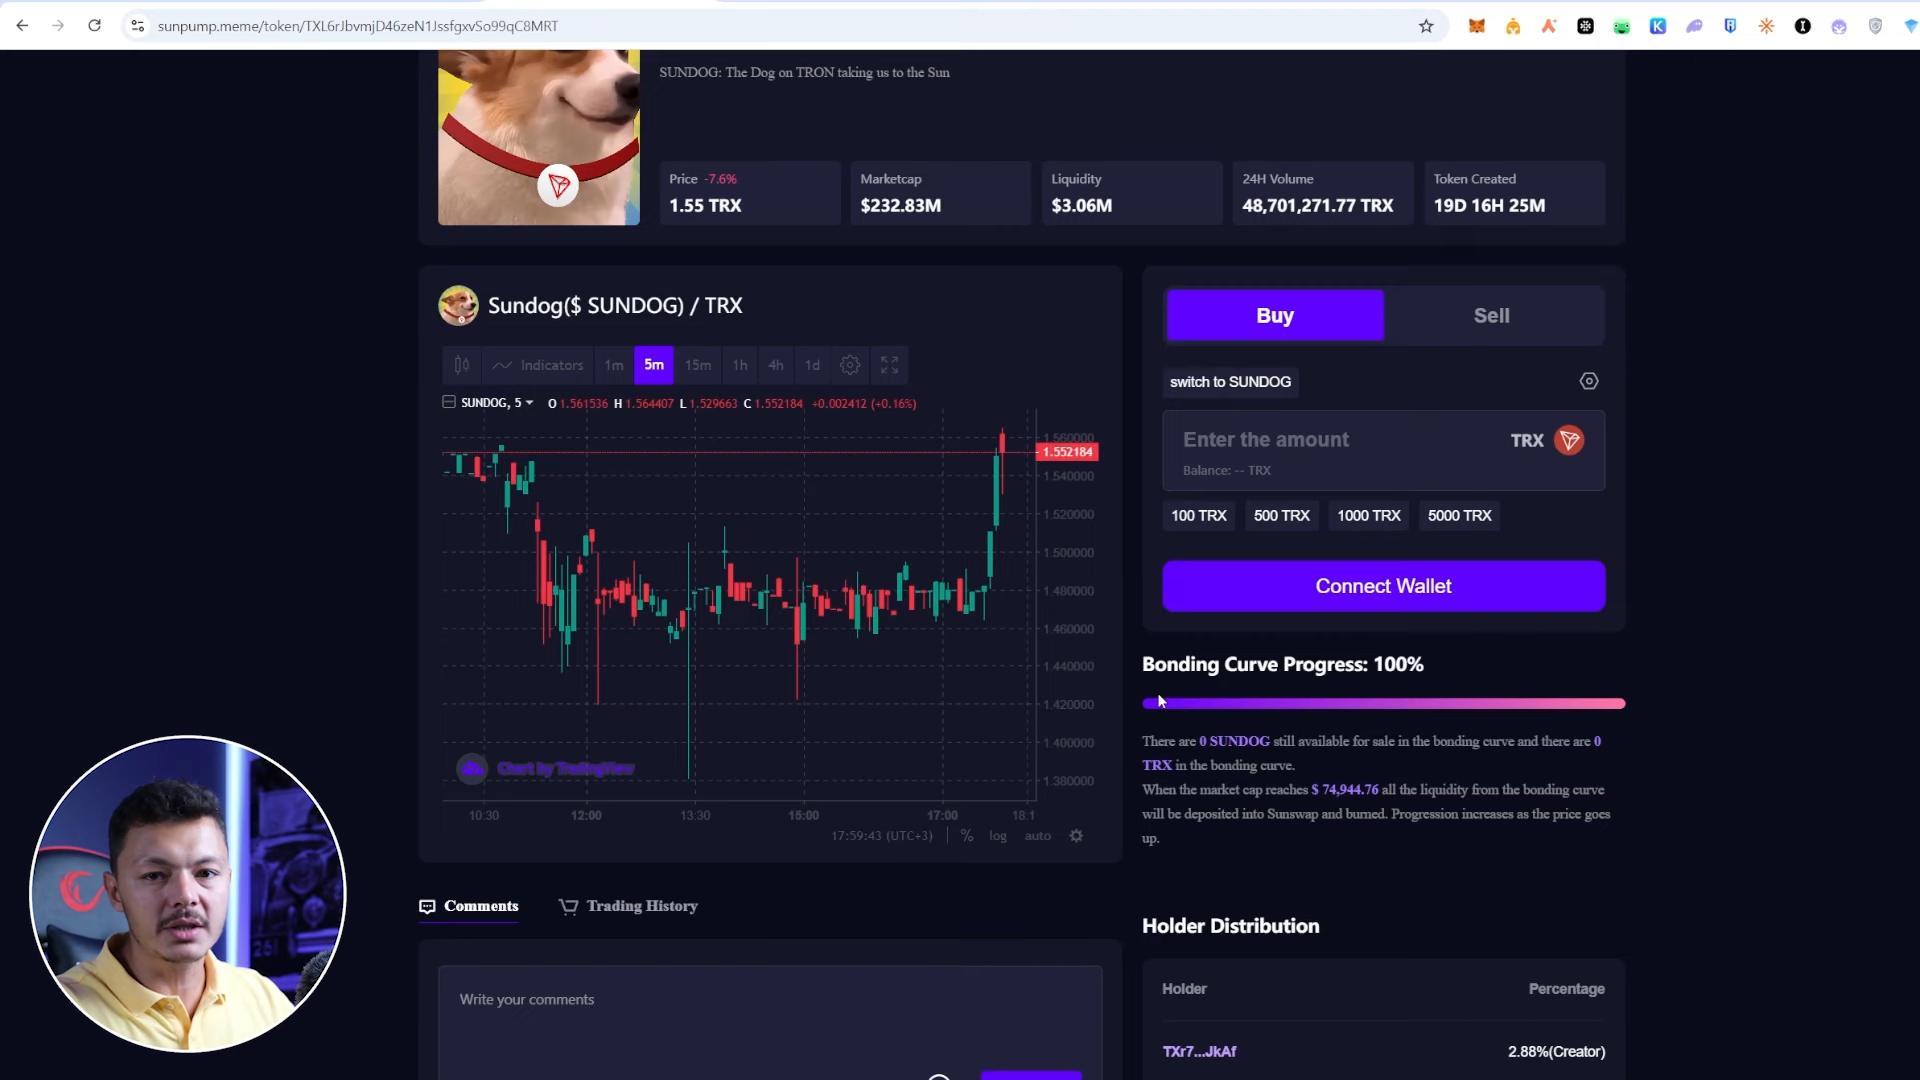 sunpump.meme/token/TXL6rJbvmjD46zeN1JssfgxvSo99qC8MRT
SUNDOG: The Dog on TRON taking us to the Sun
Price -7.6%
1.55 TRX
Marketcap
$232.83M
Liquidity
$3.06M
24H Volume
48,701,271.77 TRX
Token Created
19D 16H 25M
Sundog($ SUNDOG) / TRX
Indicators 1m 5m 15m 1h 4h 1d
SUNDOG, 5 O 1.561536 H 1.564407 L 1.529663 C 1.552184 +0.002412 (+0.16%)
1.560000
1.552184
1.540000
1.520000
1.500000
1.480000
1.460000
1.440000
1.420000
1.400000
1.380000
Chart by TradingView
10:30 12:00 13:30 15:00 17:00 18:1
17:59:43 (UTC+3) % log auto
Buy Sell
switch to SUNDOG
Enter the amount TRX
Balance: -- TRX
100 TRX 500 TRX 1000 TRX 5000 TRX
Connect Wallet
Bonding Curve Progress: 100%
There are 0 SUNDOG still available for sale in the bonding curve and there are 0
TRX in the bonding curve.
When the market cap reaches $ 74,944.76 all the liquidity from the bonding curve
will be deposited into Sunswap and burned. Progression increases as the price goes
up.
Comments Trading History
Write your comments
Holder Distribution
Holder Percentage
TXr7...JkAf 2.88%(Creator)